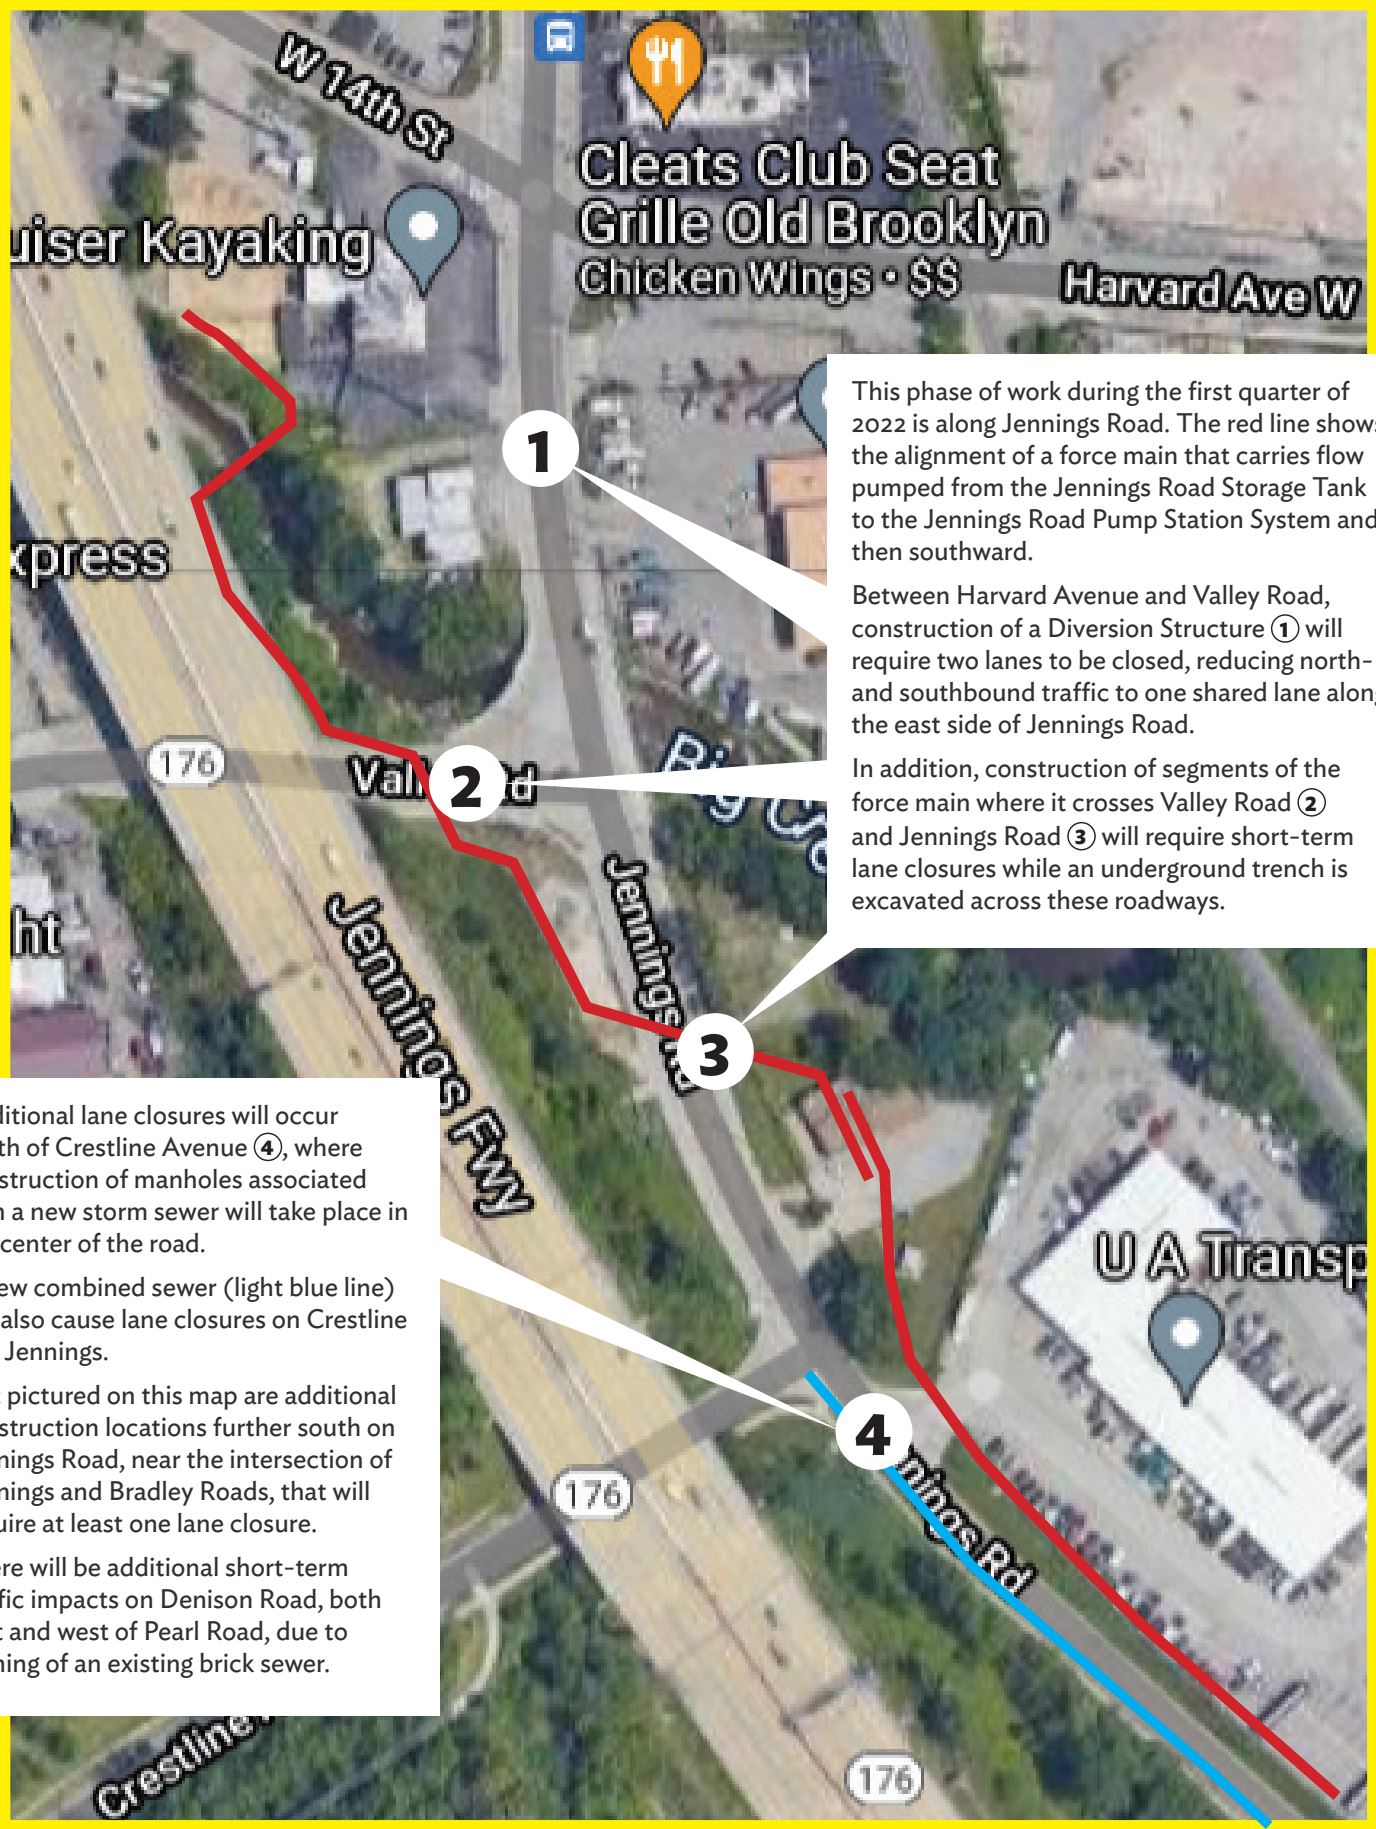 W 14th St
Cleats Club Seat
Grille Old Brooklyn
Chicken Wings • $$
uiser Kayaking
Harvard Ave W
1
This phase of work during the first quarter of
2022 is along Jennings Road. The red line shows
the alignment of a force main that carries flow
pumped from the Jennings Road Storage Tank
to the Jennings Road Pump Station System and
then southward.
Between Harvard Avenue and Valley Road,
construction of a Diversion Structure 1 will
require two lanes to be closed, reducing north-
and southbound traffic to one shared lane along
the east side of Jennings Road.
In addition, construction of segments of the
force main where it crosses Valley Road 2
and Jennings Road 3 will require short-term
lane closures while an underground trench is
excavated across these roadways.
xpress
176
Vall
2
d
Big C
Jennings Rd
Jennings Fwy
ht
3
ditional lane closures will occur
th of Crestline Avenue 4, where
struction of manholes associated
h a new storm sewer will take place in
center of the road.
ew combined sewer (light blue line)
also cause lane closures on Crestline
Jennings.
t pictured on this map are additional
struction locations further south on
nings Road, near the intersection of
nings and Bradley Roads, that will
uire at least one lane closure.
ere will be additional short-term
fic impacts on Denison Road, both
t and west of Pearl Road, due to
ning of an existing brick sewer.
U A Transp
4
176
nnings Rd
Crestline
176